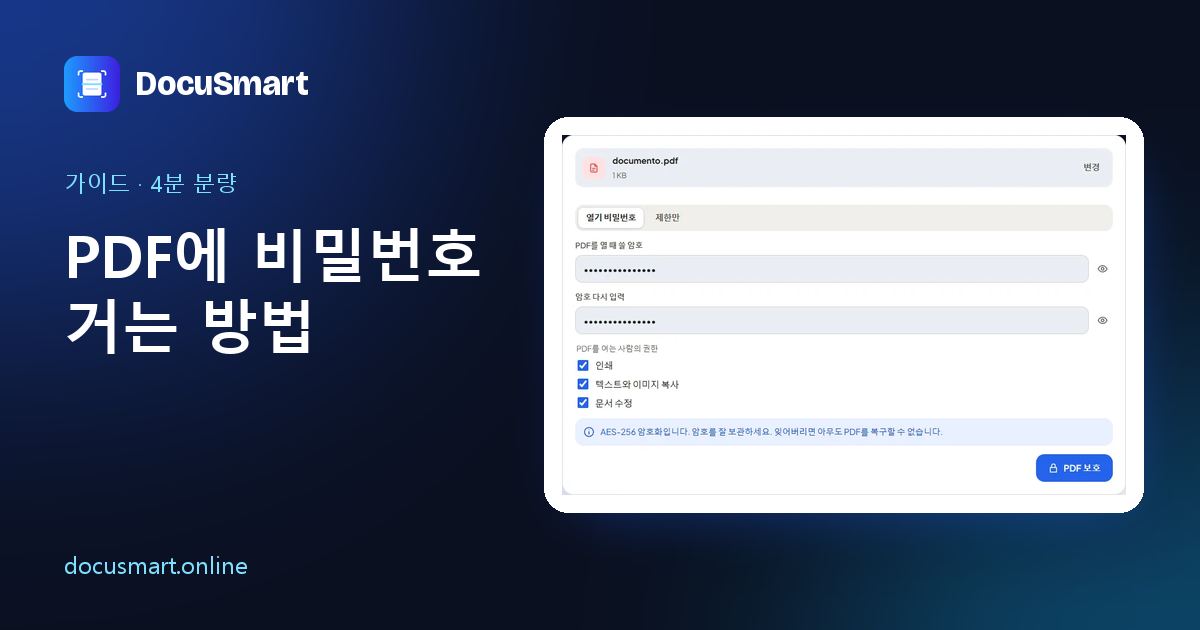 DocuSmart
가이드 · 4분 분량
PDF에 비밀번호
거는 방법
docusmart.online
documento.pdf
1 KB
변경
열기 비밀번호
제한만
PDF를 열 때 쓸 암호
•••••••••••••••
암호 다시 입력
•••••••••••••••
PDF를 여는 사람의 권한
인쇄
텍스트와 이미지 복사
문서 수정
AES-256 암호화입니다. 암호를 잘 보관하세요. 잊어버리면 아무도 PDF를 복구할 수 없습니다.
PDF 보호